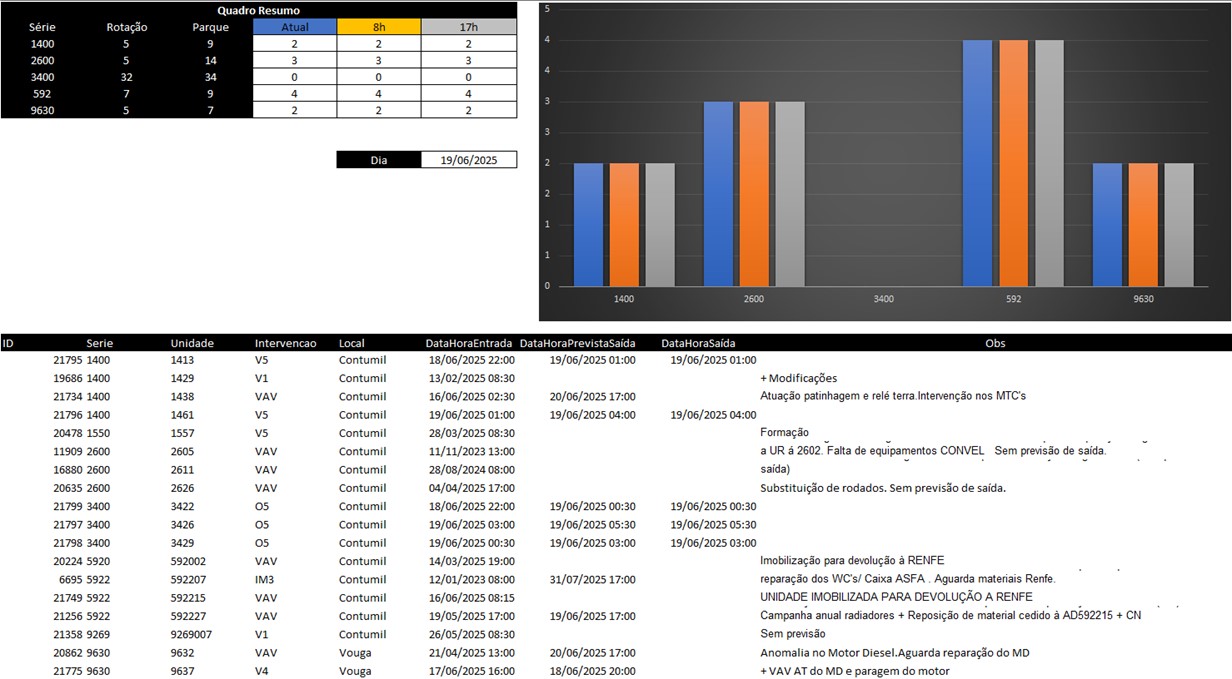 Quadro Resumo
Série Rotação Parque Atual 8h 17h
1400 5 9 2 2 2
2600 5 14 3 3 3
3400 32 34 0 0 0
592 7 9 4 4 4
9630 5 7 2 2 2
Dia 19/06/2025
5
4
4
3
3
2
2
1
1
0
1400 2600 3400 592 9630
ID Serie Unidade Intervencao Local DataHoraEntrada DataHoraPrevistaSaída DataHoraSaída Obs
21795 1400 1413 V5 Contumil 18/06/2025 22:00 19/06/2025 01:00 19/06/2025 01:00
19686 1400 1429 V1 Contumil 13/02/2025 08:30 + Modificações
21734 1400 1438 VAV Contumil 16/06/2025 02:30 20/06/2025 17:00 Atuação patinhagem e relé terra.Intervenção nos MTC's
21796 1400 1461 V5 Contumil 19/06/2025 01:00 19/06/2025 04:00 19/06/2025 04:00
20478 1550 1557 V5 Contumil 28/03/2025 08:30 Formação
11909 2600 2605 VAV Contumil 11/11/2023 13:00 a UR á 2602. Falta de equipamentos CONVEL Sem previsão de saída.
16880 2600 2611 VAV Contumil 28/08/2024 08:00 saída)
20635 2600 2626 VAV Contumil 04/04/2025 17:00 Substituição de rodados. Sem previsão de saída.
21799 3400 3422 O5 Contumil 18/06/2025 22:00 19/06/2025 00:30 19/06/2025 00:30
21797 3400 3426 O5 Contumil 19/06/2025 03:00 19/06/2025 05:30 19/06/2025 05:30
21798 3400 3429 O5 Contumil 19/06/2025 00:30 19/06/2025 03:00 19/06/2025 03:00
20224 5920 592002 VAV Contumil 14/03/2025 19:00 Imobilização para devolução à RENFE
6695 5922 592207 IM3 Contumil 12/01/2023 08:00 31/07/2025 17:00 reparação dos WC's/ Caixa ASFA . Aguarda materiais Renfe.
21749 5922 592215 VAV Contumil 16/06/2025 08:15 UNIDADE IMOBILIZADA PARA DEVOLUÇÃO A RENFE
21256 5922 592227 VAV Contumil 19/05/2025 17:00 19/06/2025 17:00 Campanha anual radiadores + Reposição de material cedido à AD592215 + CN
21358 9269 9269007 V1 Contumil 26/05/2025 08:30 Sem previsão
20862 9630 9632 VAV Vouga 21/04/2025 13:00 20/06/2025 17:00 Anomalia no Motor Diesel.Aguarda reparação do MD
21775 9630 9637 V4 Vouga 17/06/2025 16:00 18/06/2025 20:00 + VAV AT do MD e paragem do motor